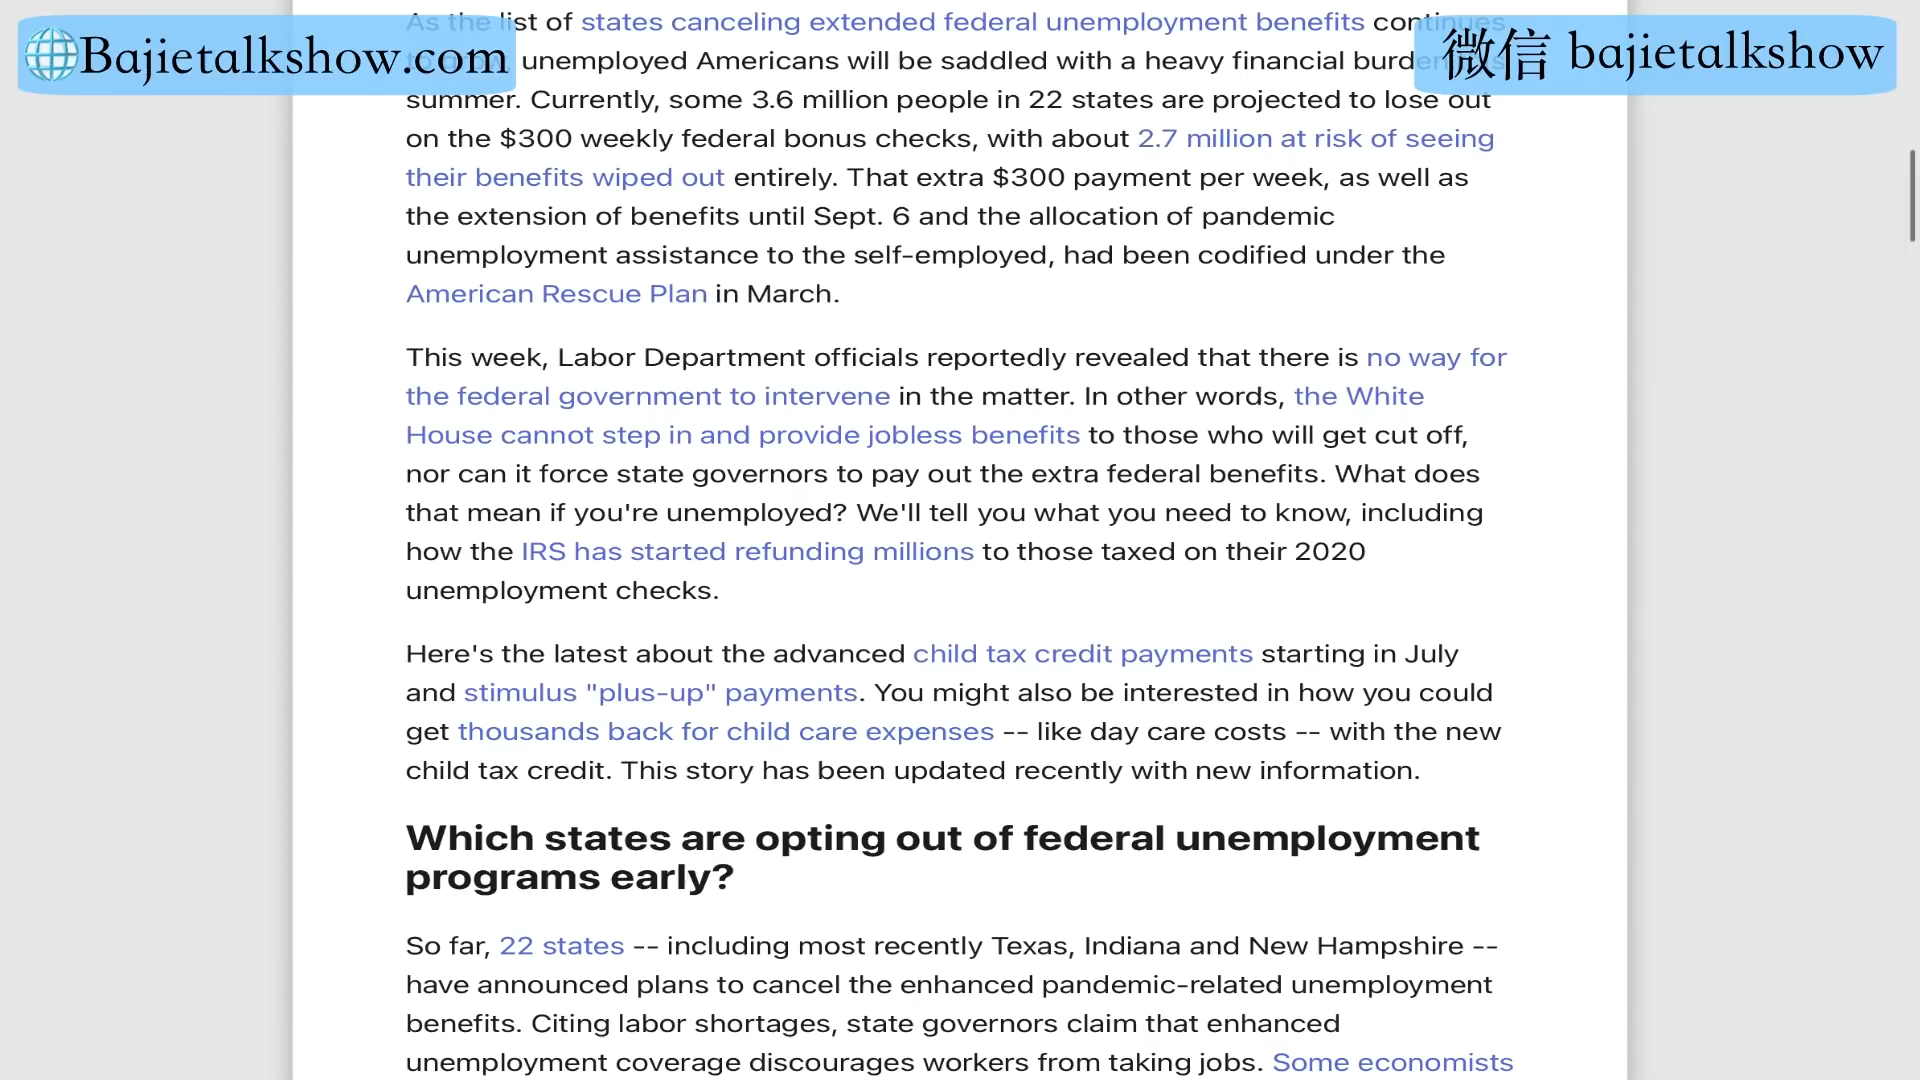 As the list of states canceling extended federal unemployment benefits continues
Bajietalkshow.com
微信 bajietalkshow
unemployed Americans will be saddled with a heavy financial
summer. Currently, some 3.6 million people in 22 states are projected to lose out
on the $300 weekly federal bonus checks, with about 2.7 million at risk of seeing
their benefits wiped out entirely. That extra $300 payment per week, as well as
the extension of benefits until Sept. 6 and the allocation of pandemic
unemployment assistance to the self-employed, had been codified under the
American Rescue Plan in March.
This week, Labor Department officials reportedly revealed that there is no way for
the federal government to intervene in the matter. In other words, the White
House cannot step in and provide jobless benefits to those who will get cut off,
nor can it force state governors to pay out the extra federal benefits. What does
that mean if you're unemployed? We'll tell you what you need to know, including
how the IRS has started refunding millions to those taxed on their 2020
unemployment checks.
Here's the latest about the advanced child tax credit payments starting in July
and stimulus "plus-up" payments. You might also be interested in how you could
get thousands back for child care expenses -- like day care costs -- with the new
child tax credit. This story has been updated recently with new information.
Which states are opting out of federal unemployment
programs early?
So far, 22 states -- including most recently Texas, Indiana and New Hampshire --
have announced plans to cancel the enhanced pandemic-related unemployment
benefits. Citing labor shortages, state governors claim that enhanced
unemployment coverage discourages workers from taking jobs. Some economists